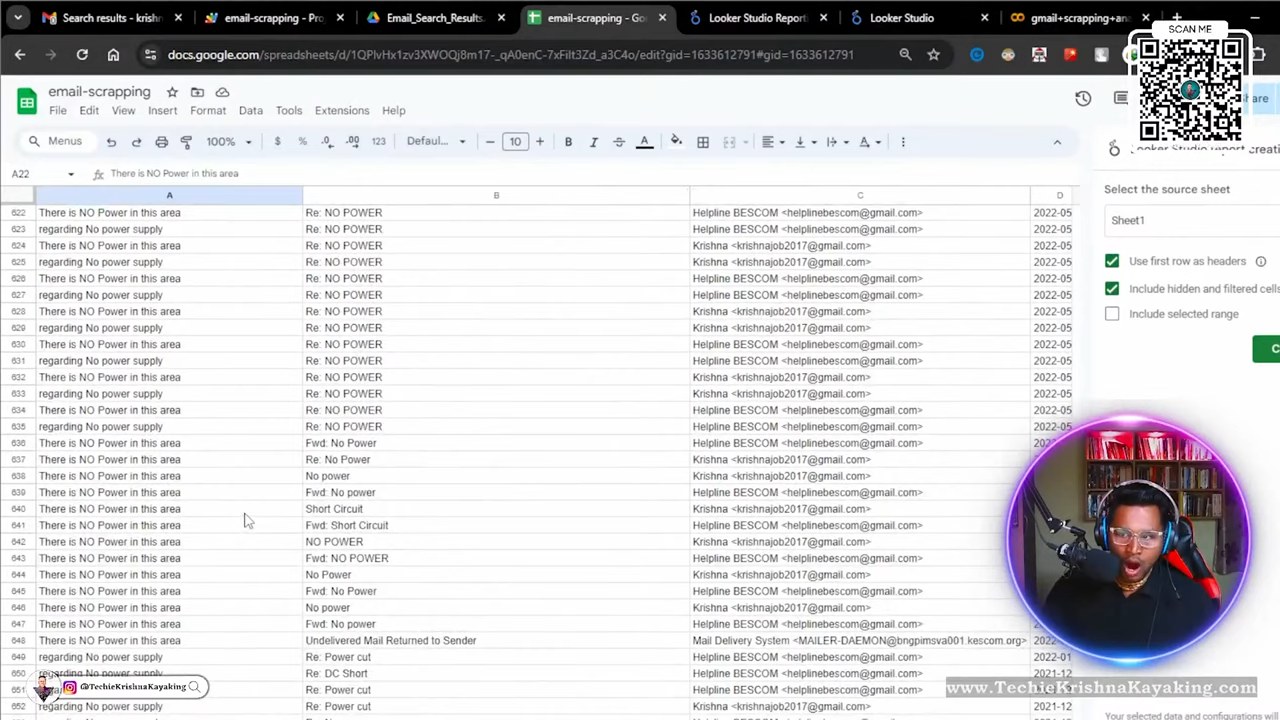 Search results - krishn
email-scrapping - Pro
Email_Search_Results.
email-scrapping - Go
Looker Studio Report
Looker Studio
gmail+scrapping+an
SCAN ME
email-scrapping
File Edit View Insert Format Data Tools Extensions Help
Menus 100% $ % .0 .00 123 Defaul... 10 B I S A
A22 fx There is NO Power in this area
Looker Studio report creati
Select the source sheet
Sheet1
Use first row as headers
Include hidden and filtered cells
Include selected range
A B C D
622 There is NO Power in this area Re: NO POWER Helpline BESCOM <helplinebescom@gmail.com> 2022-05
623 regarding No power supply Re: NO POWER Helpline BESCOM <helplinebescom@gmail.com> 2022-05
624 There is NO Power in this area Re: NO POWER Krishna <krishnajob2017@gmail.com> 2022-05
625 regarding No power supply Re: NO POWER Krishna <krishnajob2017@gmail.com> 2022-05
626 There is NO Power in this area Re: NO POWER Helpline BESCOM <helplinebescom@gmail.com> 2022-05
627 regarding No power supply Re: NO POWER Helpline BESCOM <helplinebescom@gmail.com> 2022-05
628 There is NO Power in this area Re: NO POWER Krishna <krishnajob2017@gmail.com> 2022-05
629 regarding No power supply Re: NO POWER Krishna <krishnajob2017@gmail.com> 2022-05
630 There is NO Power in this area Re: NO POWER Helpline BESCOM <helplinebescom@gmail.com> 2022-05
631 regarding No power supply Re: NO POWER Helpline BESCOM <helplinebescom@gmail.com> 2022-05
632 There is NO Power in this area Re: NO POWER Krishna <krishnajob2017@gmail.com> 2022-05
633 regarding No power supply Re: NO POWER Krishna <krishnajob2017@gmail.com> 2022-05
634 There is NO Power in this area Re: NO POWER Helpline BESCOM <helplinebescom@gmail.com> 2022-05
635 regarding No power supply Re: NO POWER Helpline BESCOM <helplinebescom@gmail.com> 2022-05
636 There is NO Power in this area Fwd: No Power Helpline BESCOM <helplinebescom@gmail.com>
637 There is NO Power in this area Re: No Power Krishna <krishnajob2017@gmail.com>
638 There is NO Power in this area No power Krishna <krishnajob2017@gmail.com>
639 There is NO Power in this area Fwd: No power Helpline BESCOM <helplinebescom@gmail.com>
640 There is NO Power in this area Short Circuit Krishna <krishnajob2017@gmail.com>
641 There is NO Power in this area Fwd: Short Circuit Helpline BESCOM <helplinebescom@gmail.com>
642 There is NO Power in this area NO POWER Krishna <krishnajob2017@gmail.com>
643 There is NO Power in this area Fwd: NO POWER Helpline BESCOM <helplinebescom@gmail.com>
644 There is NO Power in this area No Power Krishna <krishnajob2017@gmail.com>
645 There is NO Power in this area Fwd: No Power Helpline BESCOM <helplinebescom@gmail.com>
646 There is NO Power in this area No power Krishna <krishnajob2017@gmail.com>
647 There is NO Power in this area Fwd: No power Helpline BESCOM <helplinebescom@gmail.com>
648 There is NO Power in this area Undelivered Mail Returned to Sender Mail Delivery System <MAILER-DAEMON@bngpimsva001.kescom.org>
649 regarding No power supply Re: Power cut Helpline BESCOM <helplinebescom@gmail.com> 2022-01
650 Re: DC Short Helpline BESCOM <helplinebescom@gmail.com> 2021-12
651 Re: Power cut Helpline BESCOM <helplinebescom@gmail.com> 2021-12
Re: Power cut Helpline BESCOM <helplinebescom@gmail.com> 2021-12
@TechieKrishnaKayaking
www.TechieKrishnaKayaking.com
Your selected data and configurations will